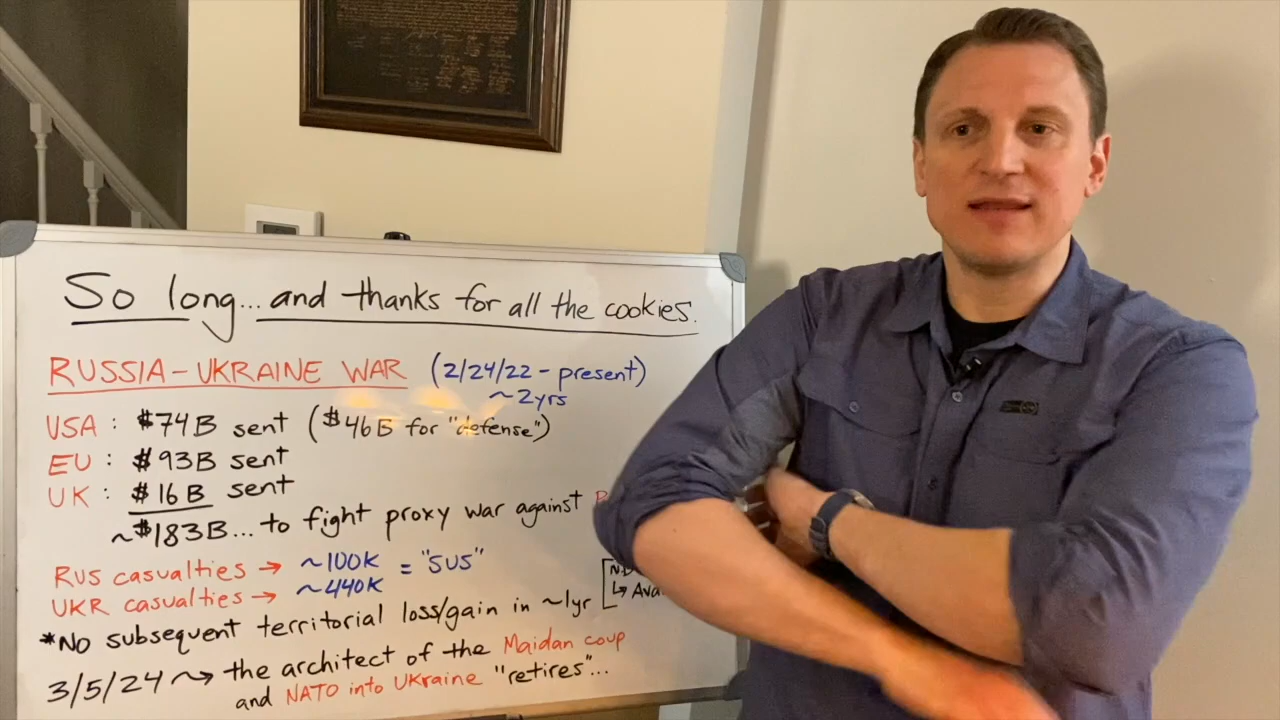 So long... and thanks for all the cookies.
RUSSIA-UKRAINE WAR (2/24/22 - present)
~2yrs
USA : $74B sent ($46B for "defense")
EU : $93B sent
UK : $16B sent
~$183B... to fight proxy war against
RUS casualties → ~100K = "SUS"
UKR casualties → ~440K
*No subsequent territorial loss/gain in ~1yr
3/5/24 ~> the architect of the Maidan coup
and NATO into UKraine "retires"...